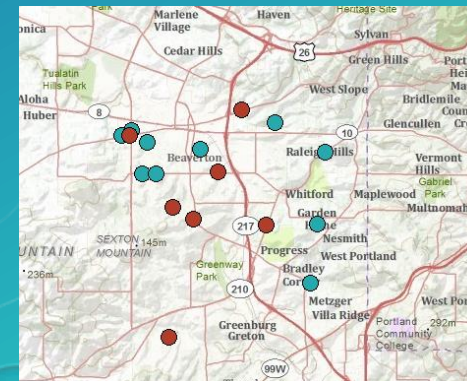 Park
Heritage Site
Marlene
Village
Haven
onica
Sylvan
Cedar Hills
26
Green Hills
Port
Tualatin
Hills Park
West Slope
Aloha
Huber
8
Bridlemile
Glencullen
10
Beaverton
Raleigh Hills
Vermont
Hills
Gabriel
Park
Whitford
Maplewood
Multnomah
Garden
Home
217
Nesmith
UNTAIN
SEXTON
MOUNTAIN
145m
Progress
West Portland
236m
Greenway
Park
Bradley
210
Metzger
West Por
Villa Ridge
Greenburg
Greton
Portland
Community
College
292m
99W